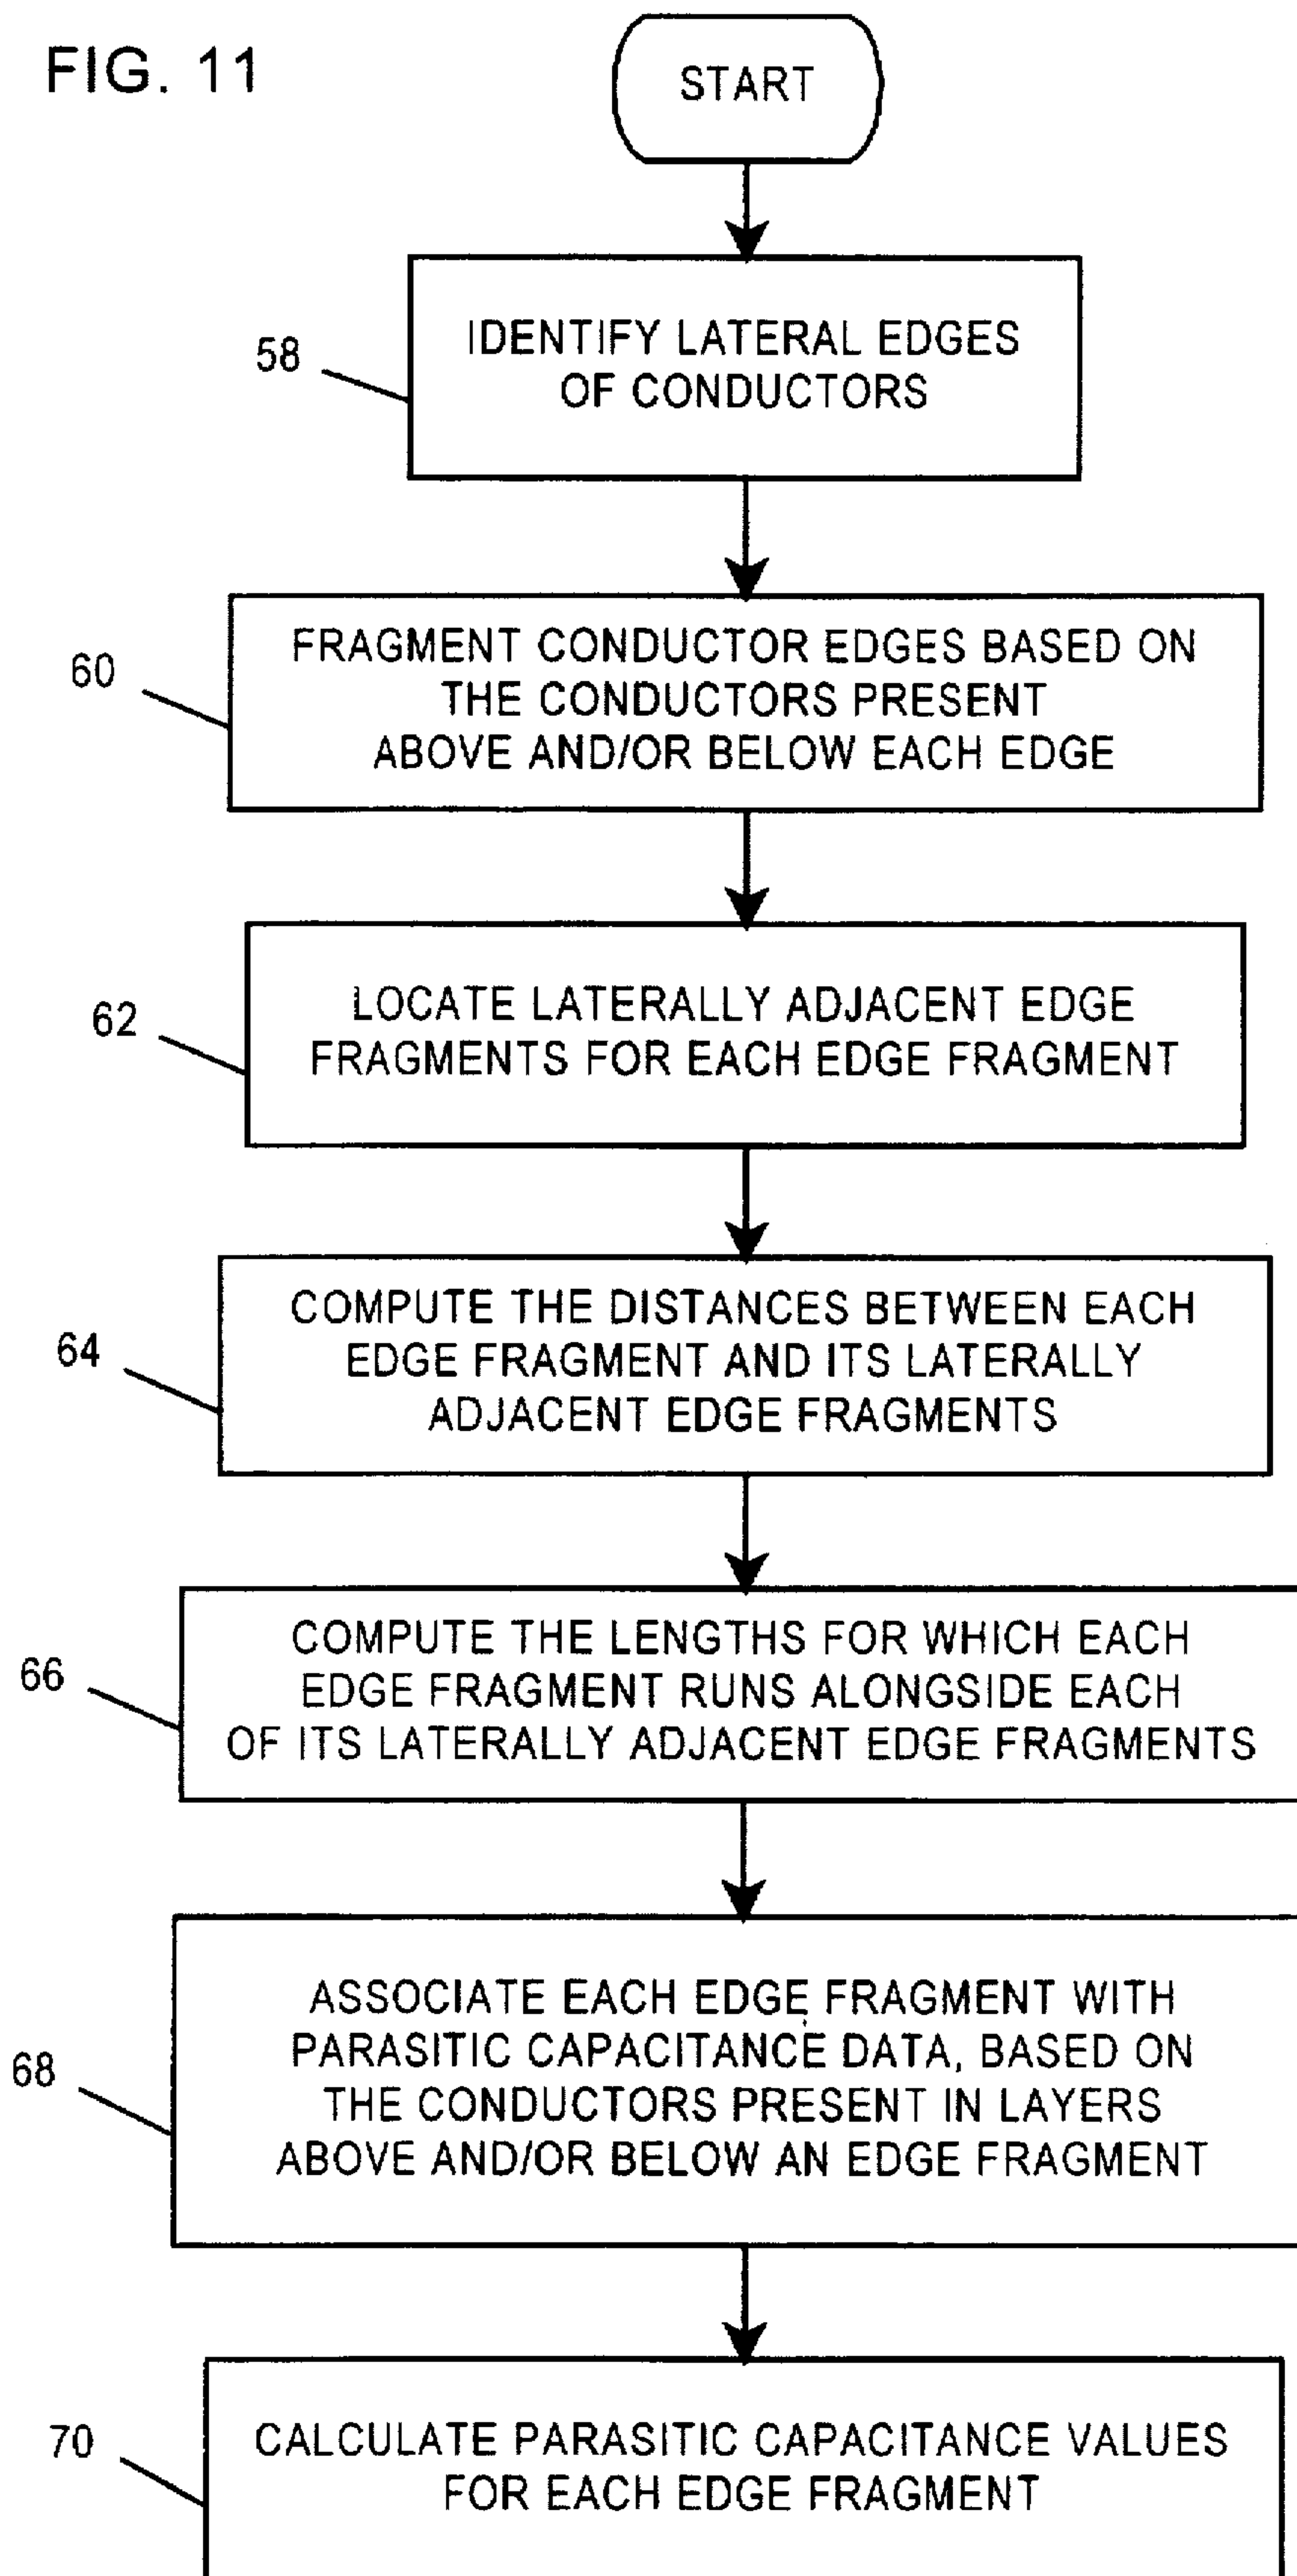 FIG. 11
START
58
IDENTIFY LATERAL EDGES
OF CONDUCTORS
60
FRAGMENT CONDUCTOR EDGES BASED ON
THE CONDUCTORS PRESENT
ABOVE AND/OR BELOW EACH EDGE
62
LOCATE LATERALLY ADJACENT EDGE
FRAGMENTS FOR EACH EDGE FRAGMENT
64
COMPUTE THE DISTANCES BETWEEN EACH
EDGE FRAGMENT AND ITS LATERALLY
ADJACENT EDGE FRAGMENTS
66
COMPUTE THE LENGTHS FOR WHICH EACH
EDGE FRAGMENT RUNS ALONGSIDE EACH
OF ITS LATERALLY ADJACENT EDGE FRAGMENTS
68
ASSOCIATE EACH EDGE FRAGMENT WITH
PARASITIC CAPACITANCE DATA, BASED ON
THE CONDUCTORS PRESENT IN LAYERS
ABOVE AND/OR BELOW AN EDGE FRAGMENT
70
CALCULATE PARASITIC CAPACITANCE VALUES
FOR EACH EDGE FRAGMENT